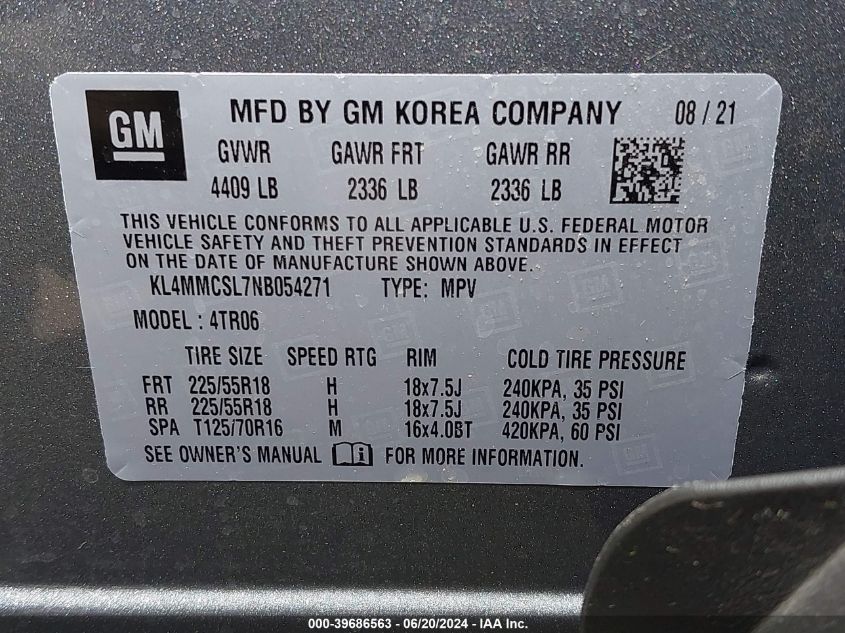 GM
MFD BY GM KOREA COMPANY 08 / 21
GVWR GAWR FRT GAWR RR
4409 LB 2336 LB 2336 LB
THIS VEHICLE CONFORMS TO ALL APPLICABLE U.S. FEDERAL MOTOR
VEHICLE SAFETY AND THEFT PREVENTION STANDARDS IN EFFECT
ON THE DATE OF MANUFACTURE SHOWN ABOVE.
KL4MMCSL7NB054271 TYPE: MPV
MODEL : 4TR06
TIRE SIZE SPEED RTG RIM COLD TIRE PRESSURE
FRT 225/55R18 H 18x7.5J 240KPA, 35 PSI
RR 225/55R18 H 18x7.5J 240KPA, 35 PSI
SPA T125/70R16 M 16x4.0BT 420KPA, 60 PSI
SEE OWNER'S MANUAL FOR MORE INFORMATION.
000-39686563 - 06/20/2024 - IAA Inc.